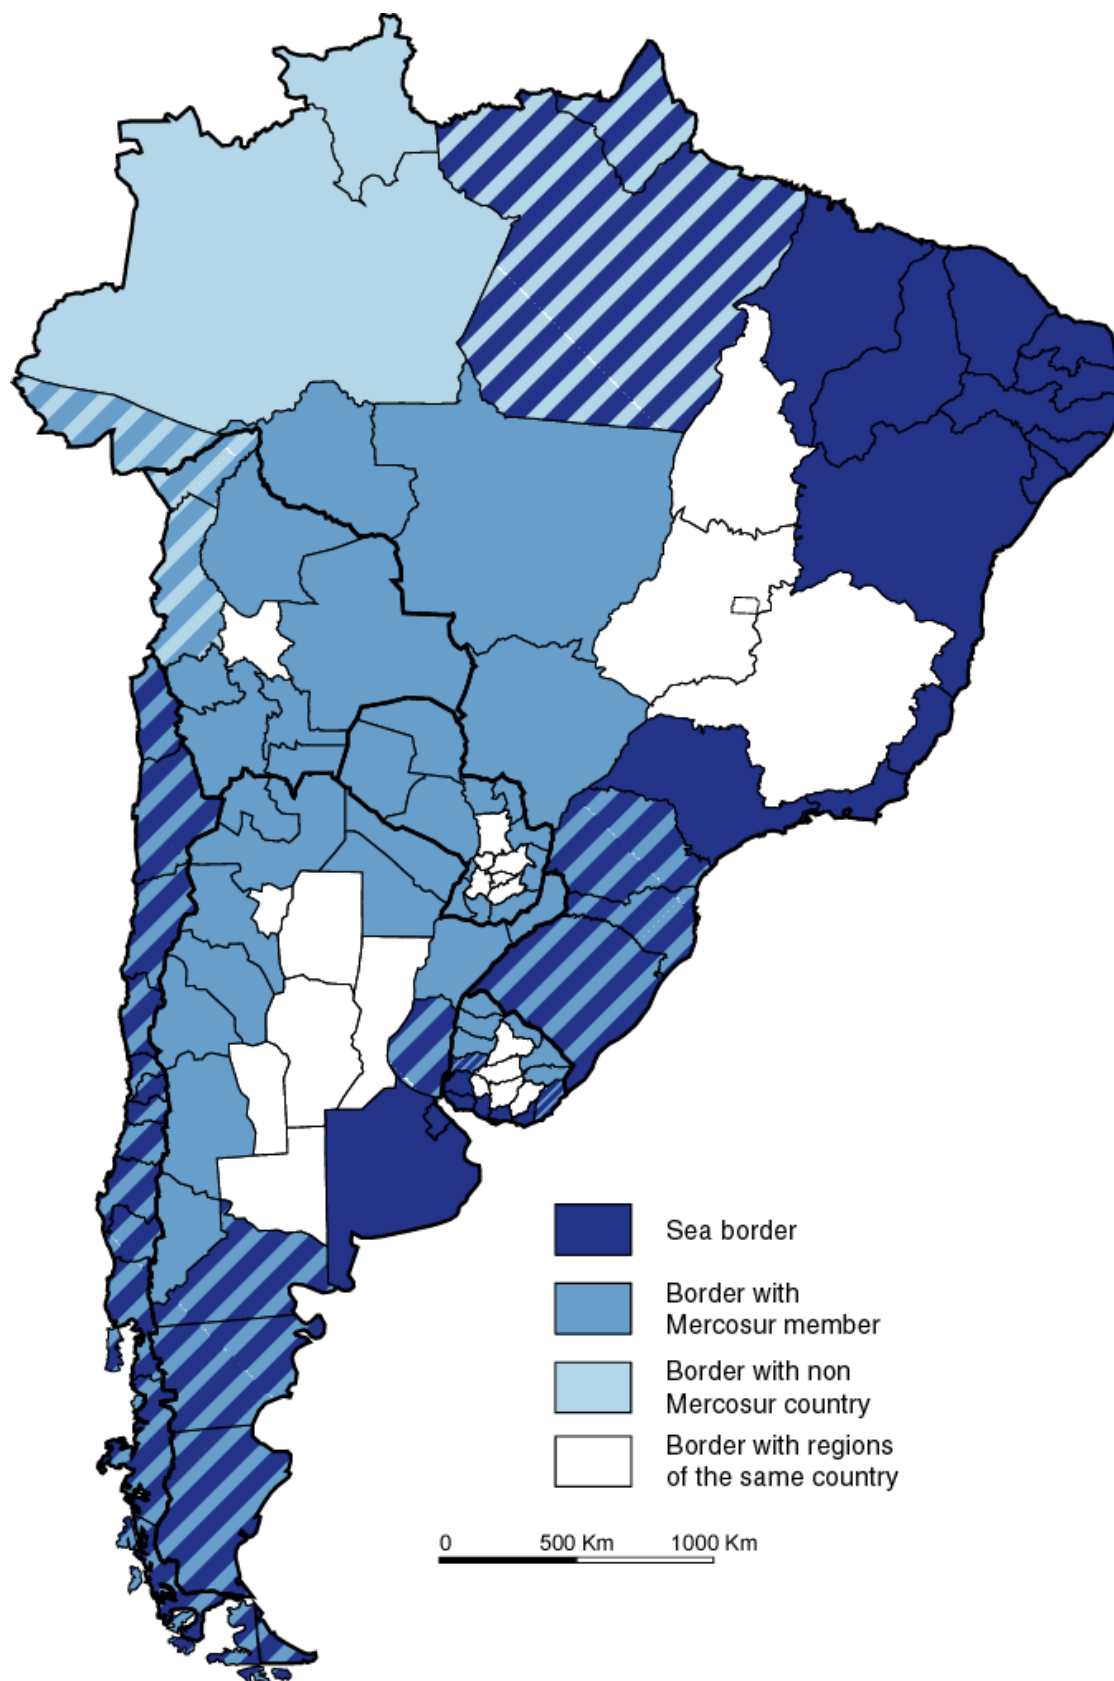 Sea border
Border with
Mercosur member
Border with non
Mercosur country
Border with regions
of the same country
0 500 Km 1000 Km